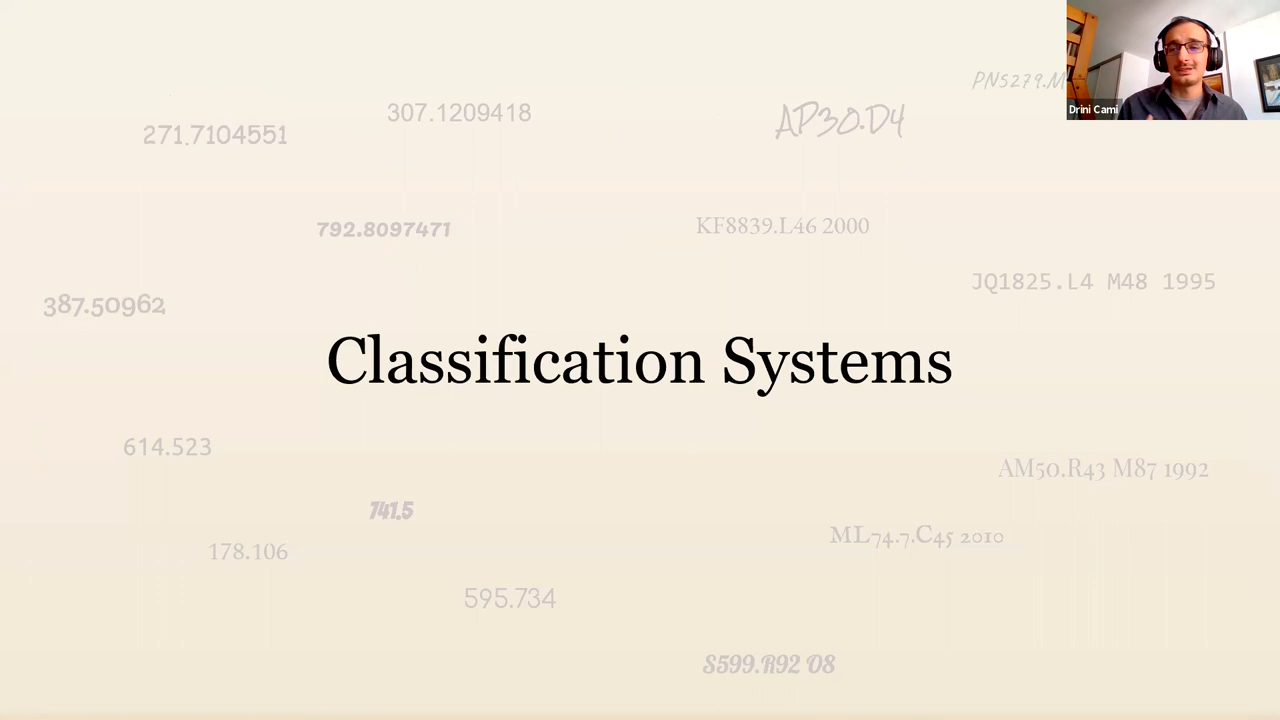 PN5279.M
Drini Cami
307.1209418
AP30.D4
271.7104551
792.8097471
KF8839.L46 2000
JQ1825.L4 M48 1995
387.50962
Classification Systems
614.523
AM50.R43 M87 1992
741.5
ML74.7.C45 2010
178.106
595.734
S599.R92 O8